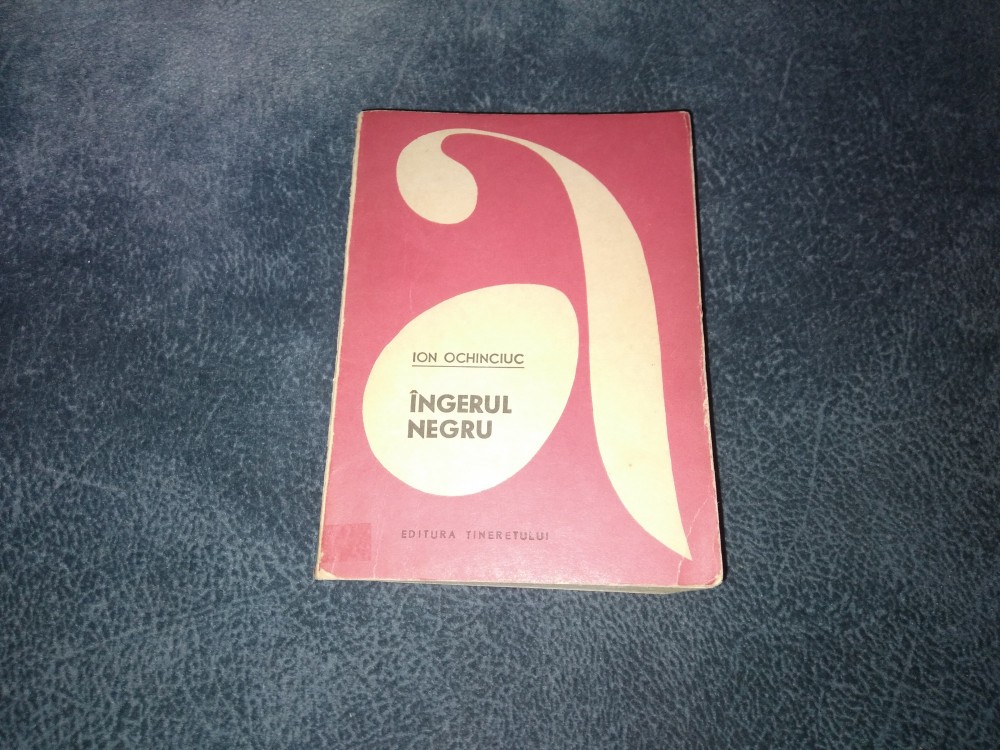 ION OCHINCIUC
ÎNGERUL
NEGRU
EDITURA TINERETULUI